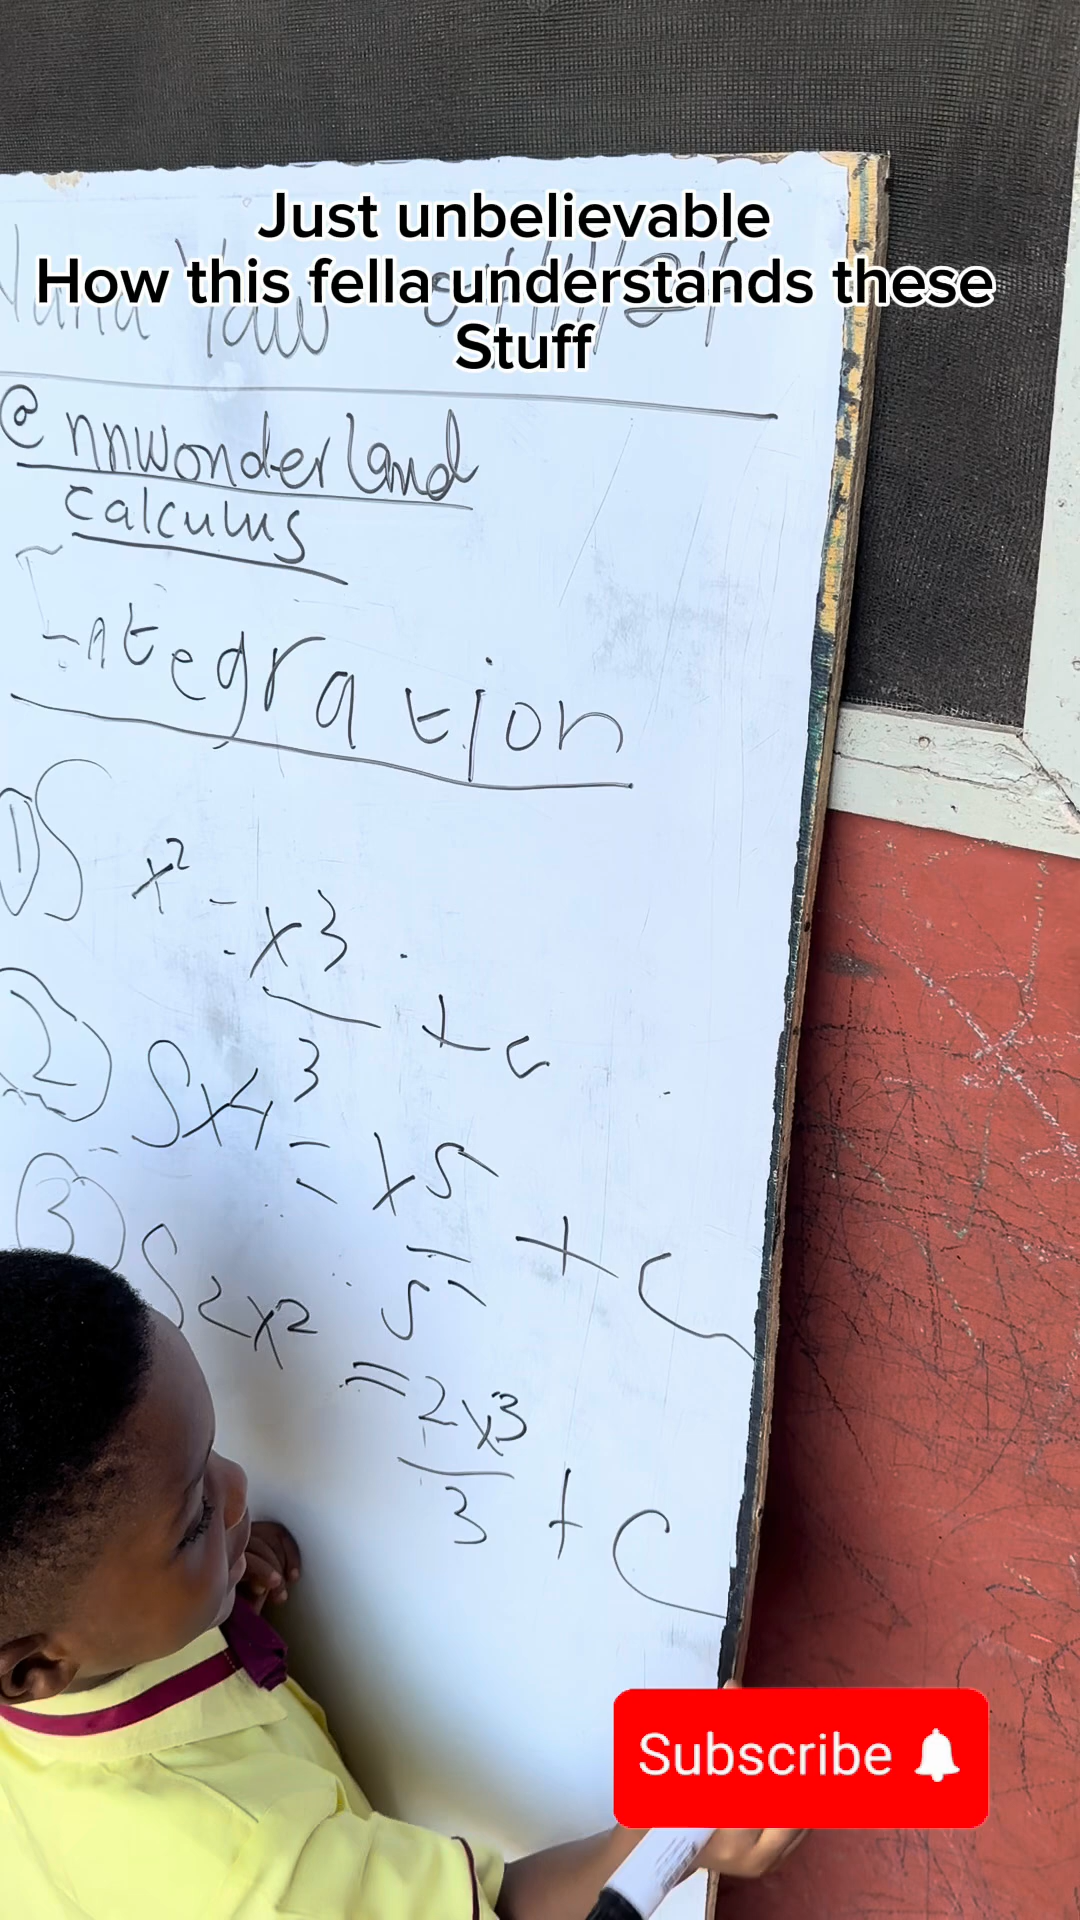 Just unbelievable
How this fella understands these
Stuff
Yaw
@nnwonderland
calculus
Integration
1) ∫ x² = x3
3 + c
2) ∫x4 = x5
5 + C
3) ∫2x2 = 2x3
3 + C
Subscribe